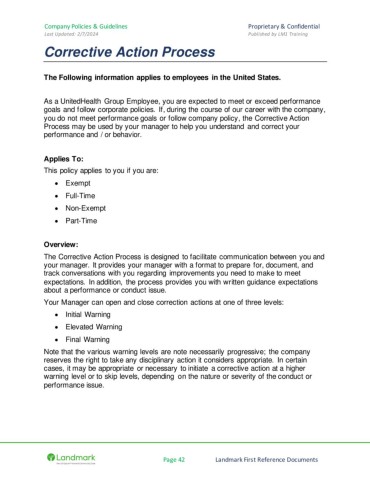 Company Policies & Guidelines Proprietary & Confidential
Last Updated: 2/7/2014 Published by LM1 Training
Corrective Action Process
The Following information applies to employees in the United States.
As a UnitedHealth Group Employee, you are expected to meet or exceed performance
goals and follow corporate policies. If, during the course of our career with the company,
you do not meet performance goals or follow company policy, the Corrective Action
Process may be used by your manager to help you understand and correct your
performance and / or behavior.
Applies To:
This policy applies to you if you are:
• Exempt
• Full-Time
• Non-Exempt
• Part-Time
Overview:
The Corrective Action Process is designed to facilitate communication between you and
your manager. It provides your manager with a format to prepare for, document, and
track conversations with you regarding improvements you need to make to meet
expectations. In addition, the process provides you with written guidance expectations
about a performance or conduct issue.
Your Manager can open and close correction actions at one of three levels:
• Initial Warning
• Elevated Warning
• Final Warning
Note that the various warning levels are note necessarily progressive; the company
reserves the right to take any disciplinary action it considers appropriate. In certain
cases, it may be appropriate or necessary to initiate a corrective action at a higher
warning level or to skip levels, depending on the nature or severity of the conduct or
performance issue.
Landmark
Page 42 Landmark First Reference Documents